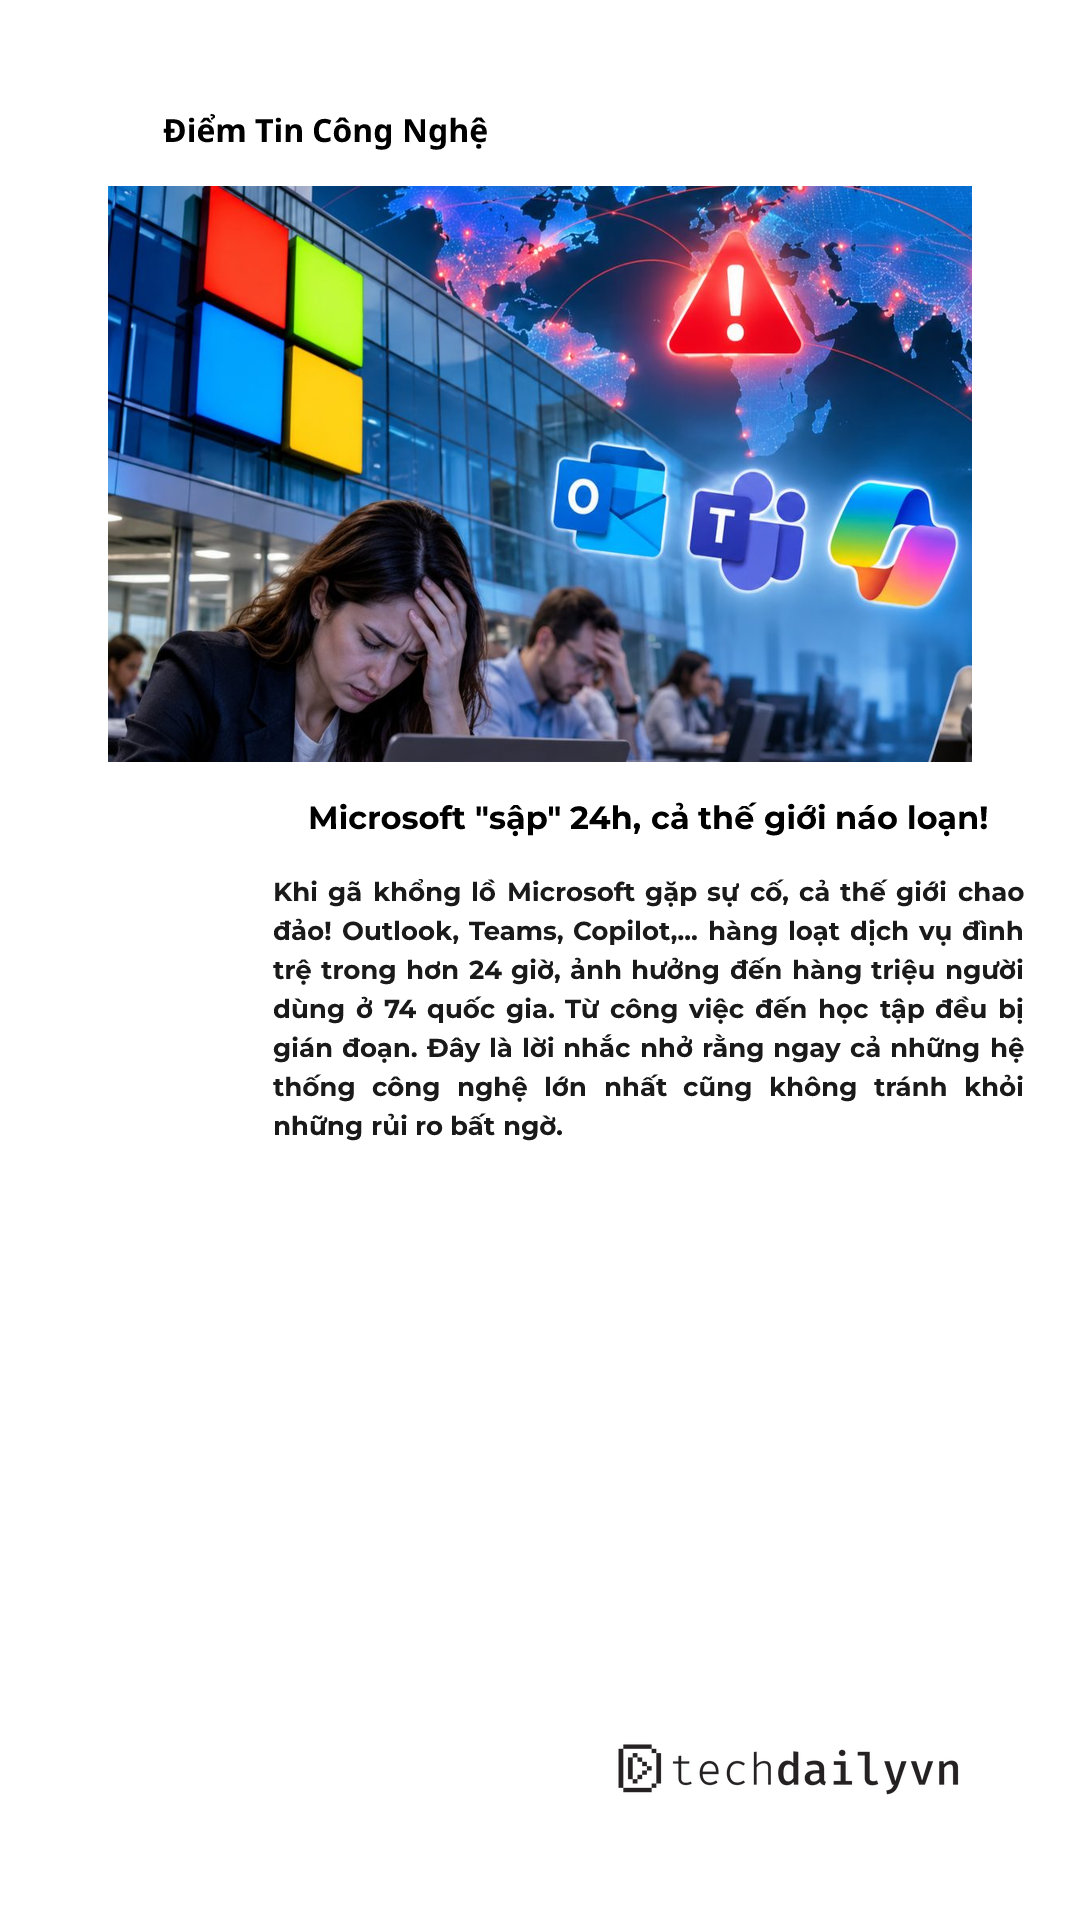 Điểm Tin Công Nghệ
O
T
Microsoft "sập" 24h, cả thế giới náo loạn!
Khi gã khổng lồ Microsoft gặp sự cố, cả thế giới chao
đảo! Outlook, Teams, Copilot,... hàng loạt dịch vụ đình
trệ trong hơn 24 giờ, ảnh hưởng đến hàng triệu người
dùng ở 74 quốc gia. Từ công việc đến học tập đều bị
gián đoạn. Đây là lời nhắc nhở rằng ngay cả những hệ
thống công nghệ lớn nhất cũng không tránh khỏi
những rủi ro bất ngờ.
techdailyvn